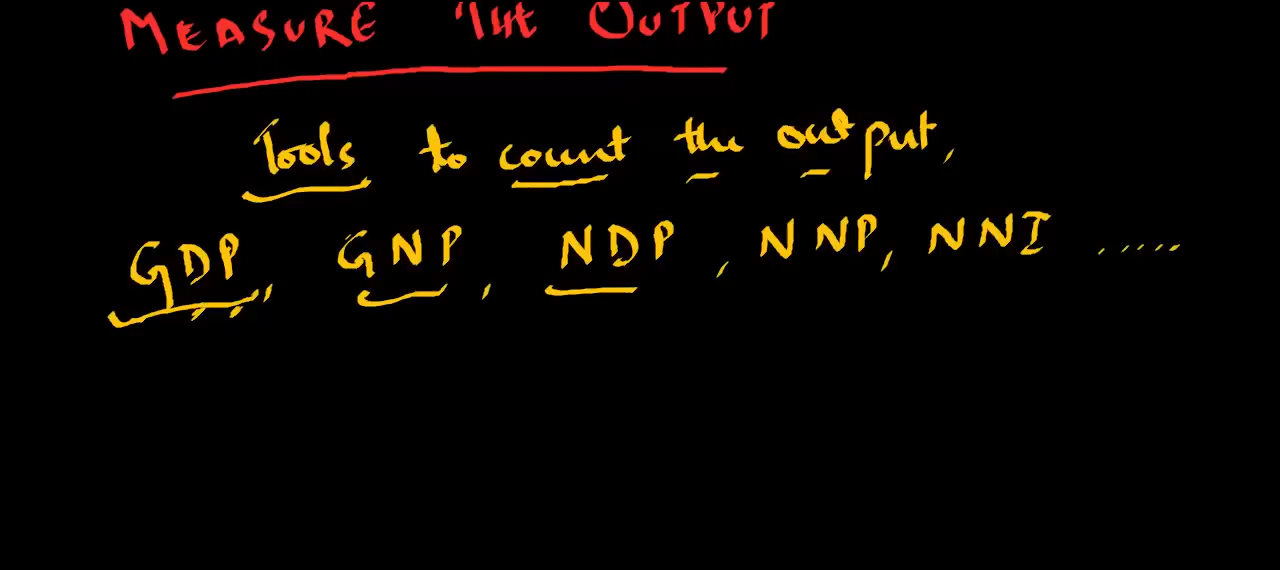 MEASURE THE OUTPUT
Tools to count the output,
GDP, GNP, NDP, NNP, NNI .....